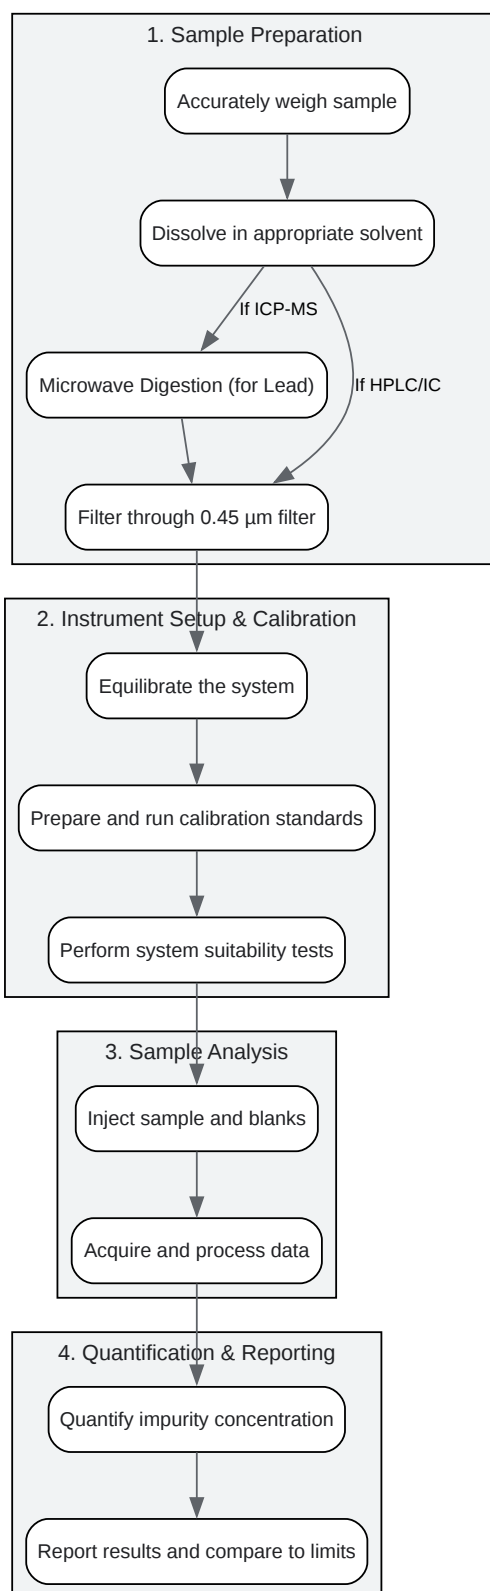 1. Sample Preparation
Accurately weigh sample
Dissolve in appropriate solvent
If ICP-MS
Microwave Digestion (for Lead)
If HPLC/IC
Filter through 0.45 µm filter
2. Instrument Setup & Calibration
Equilibrate the system
Prepare and run calibration standards
Perform system suitability tests
3. Sample Analysis
Inject sample and blanks
Acquire and process data
4. Quantification & Reporting
Quantify impurity concentration
Report results and compare to limits